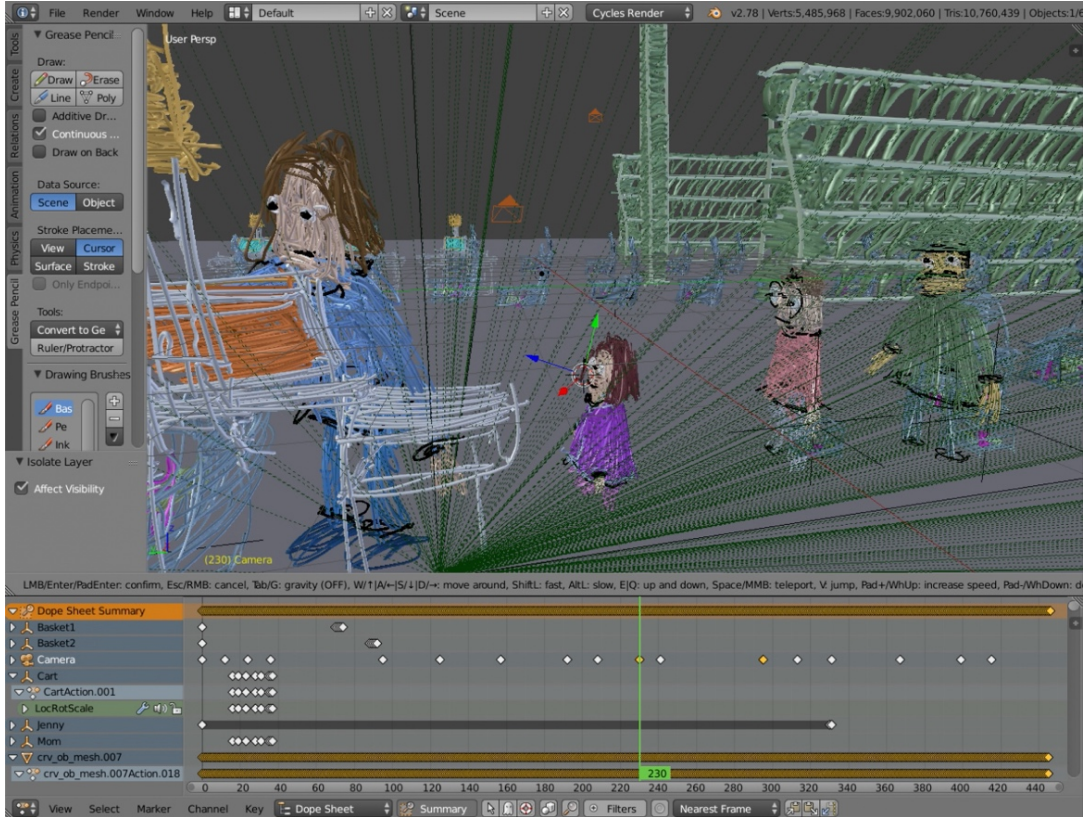 File Render Window Help Default Scene Cycles Render v2.78 | Verts:5,485,968 | Faces:9,902,060 | Tris:10,760,439 | Objects:1/6
Tools
Create
Relations
Animation
Physics
Grease Pencil
Grease Pencil
Draw:
Draw Erase
Line Poly
Additive Dr...
Continuous ...
Draw on Back
Data Source:
Scene Object
Stroke Placeme...
View Cursor
Surface Stroke
Only Endpoi...
Tools:
Convert to Ge
Ruler/Protractor
Drawing Brushes
Bas
Pe
Ink
Isolate Layer
Affect Visibility
User Persp
(230) Camera
LMB/Enter/PadEnter: confirm, Esc/RMB: cancel, Tab/G: gravity (OFF), W/↑|A/←|S/↓|D/→: move around, ShiftL: fast, AltL: slow, E|Q: up and down, Space/MMB: teleport, V: jump, Pad+/WhUp: increase speed, Pad-/WhDown: de
Dope Sheet Summary
Basket1
Basket2
Camera
Cart
CartAction.001
LocRotScale
Jenny
Mom
crv_ob_mesh.007
crv_ob_mesh.007Action.018
0 20 40 60 80 100 120 140 160 180 200 220 230 260 280 300 320 340 360 380 400 420 440
View Select Marker Channel Key Dope Sheet Summary Filters Nearest Frame